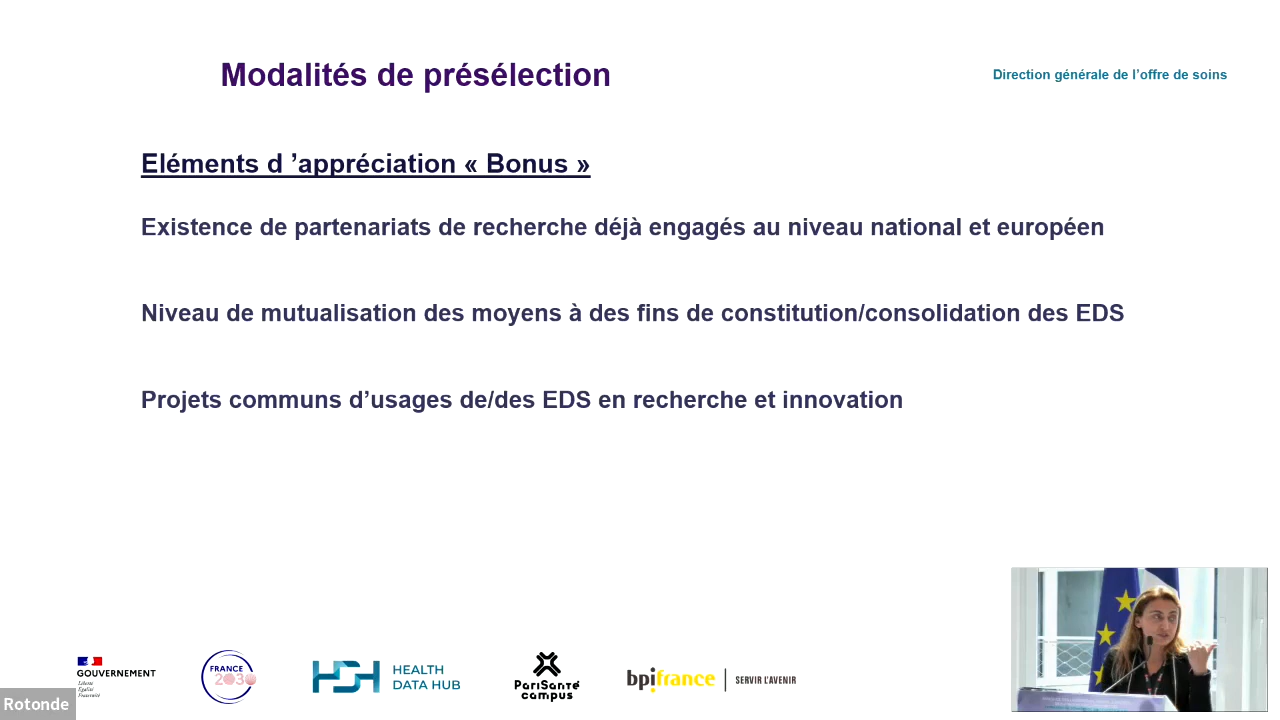 Modalités de présélection
Direction générale de l'offre de soins
Eléments d ’appréciation « Bonus »
Existence de partenariats de recherche déjà engagés au niveau national et européen
Niveau de mutualisation des moyens à des fins de constitution/consolidation des EDS
Projets communs d’usages de/des EDS en recherche et innovation
GOUVERNEMENT
Liberté
Égalité
Fraternité
FRANCE
2030
HEALTH
DATA HUB
PariSanté
campus
bpifrance
SERVIR L'AVENIR
Rotonde